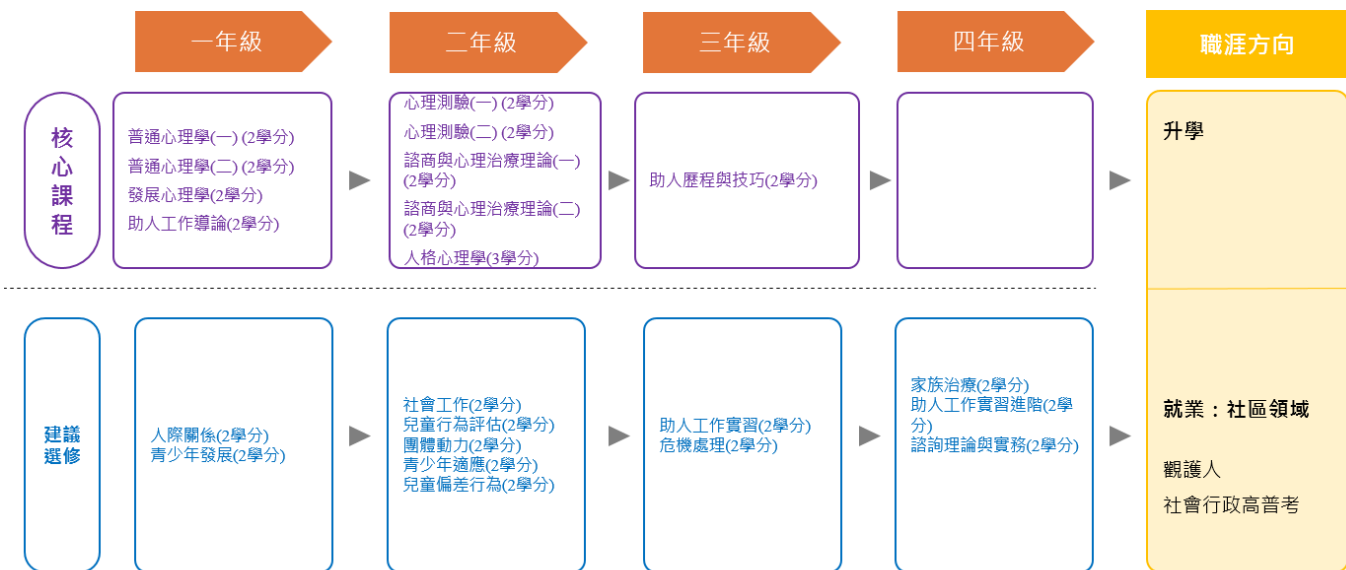 一年級
二年級
三年級
四年級
職涯方向
核
心
課
程
普通心理學(一) (2學分)
普通心理學(二) (2學分)
發展心理學(2學分)
助人工作導論(2學分)
心理測驗(一) (2學分)
心理測驗(二) (2學分)
諮商與心理治療理論(一)
(2學分)
諮商與心理治療理論(二)
(2學分)
人格心理學(3學分)
助人歷程與技巧(2學分)
升學
建議
選修
人際關係(2學分)
青少年發展(2學分)
社會工作(2學分)
兒童行為評估(2學分)
團體動力(2學分)
青少年適應(2學分)
兒童偏差行為(2學分)
助人工作實習(2學分)
危機處理(2學分)
家族治療(2學分)
助人工作實習進階(2學
分)
諮詢理論與實務(2學分)
就業：社區領域
觀護人
社會行政高普考